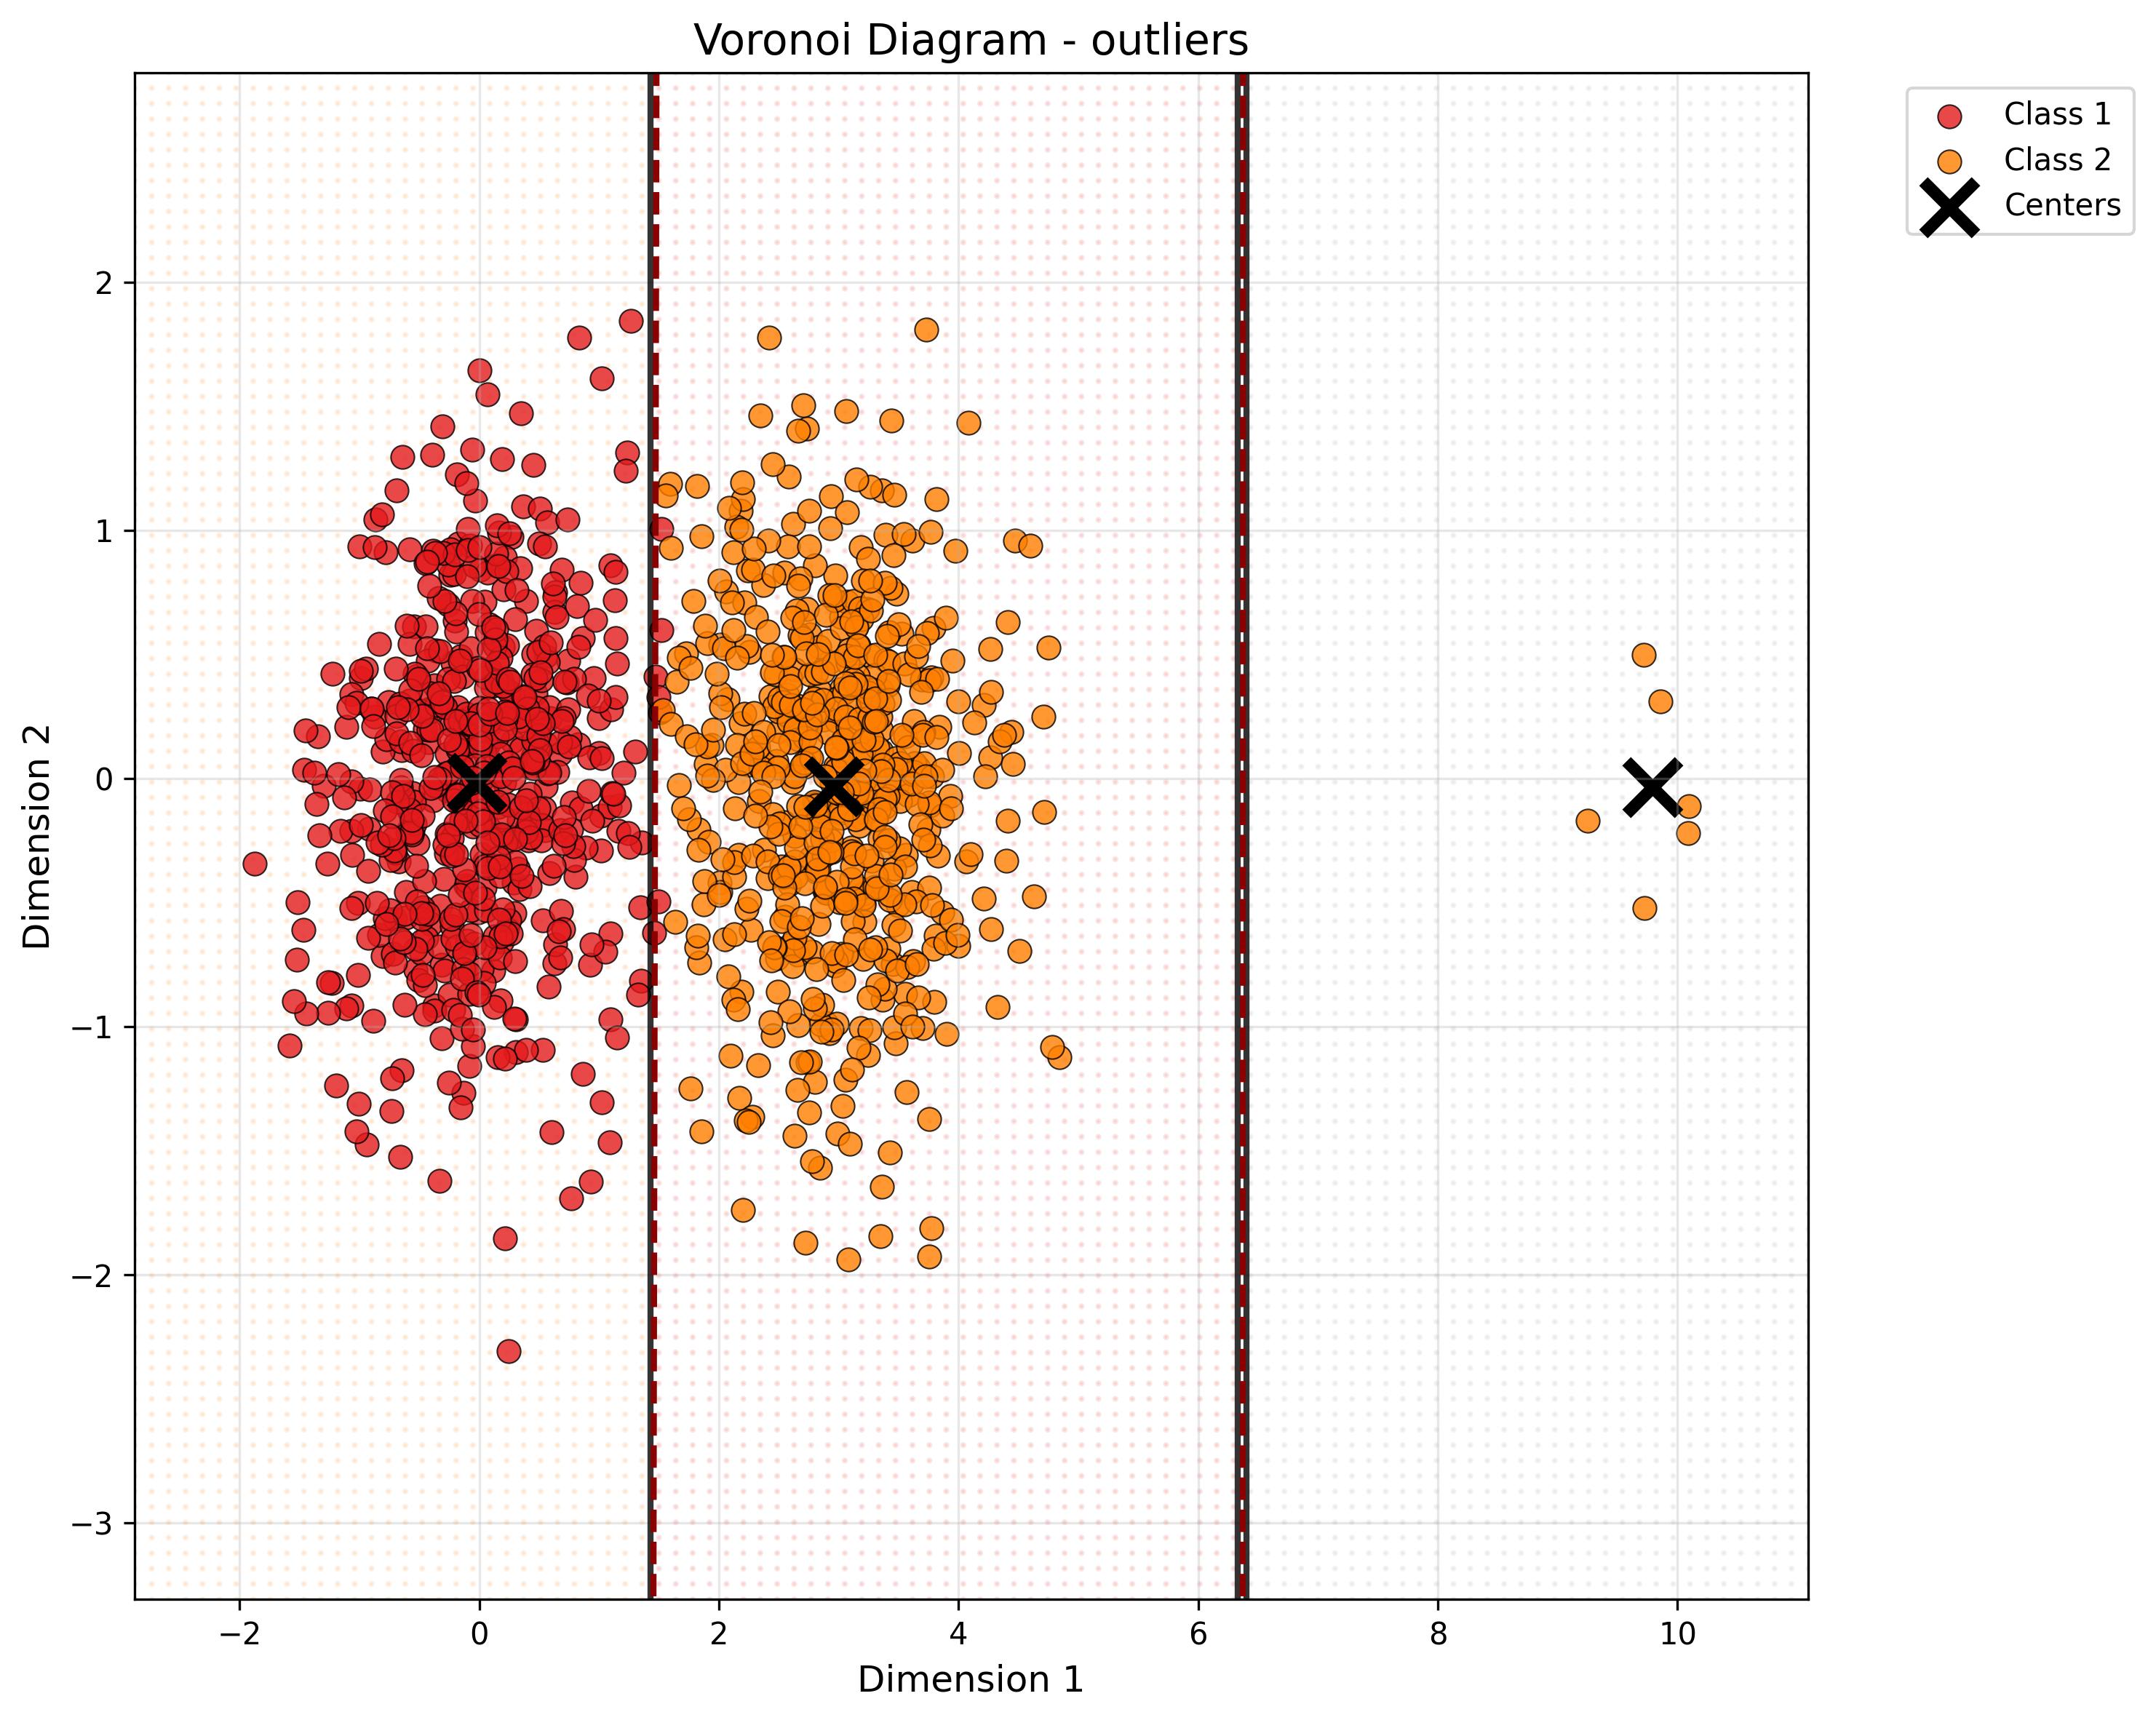 Voronoi Diagram - outliers
Class 1
Class 2
Centers
2
1
0
−1
−2
−3
Dimension 2
−2
0
2
4
6
8
10
Dimension 1